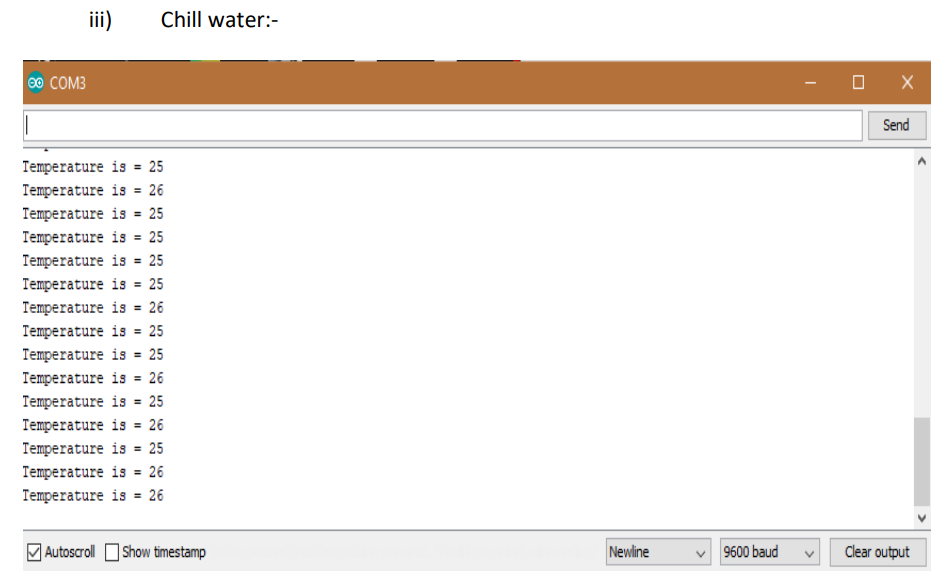 iii) Chill water:-
COM3
Send
Temperature is = 25
Temperature is = 26
Temperature is = 25
Temperature is = 25
Temperature is = 25
Temperature is = 25
Temperature is = 26
Temperature is = 25
Temperature is = 25
Temperature is = 26
Temperature is = 25
Temperature is = 26
Temperature is = 25
Temperature is = 26
Temperature is = 26
Autoscroll Show timestamp Newline 9600 baud Clear output